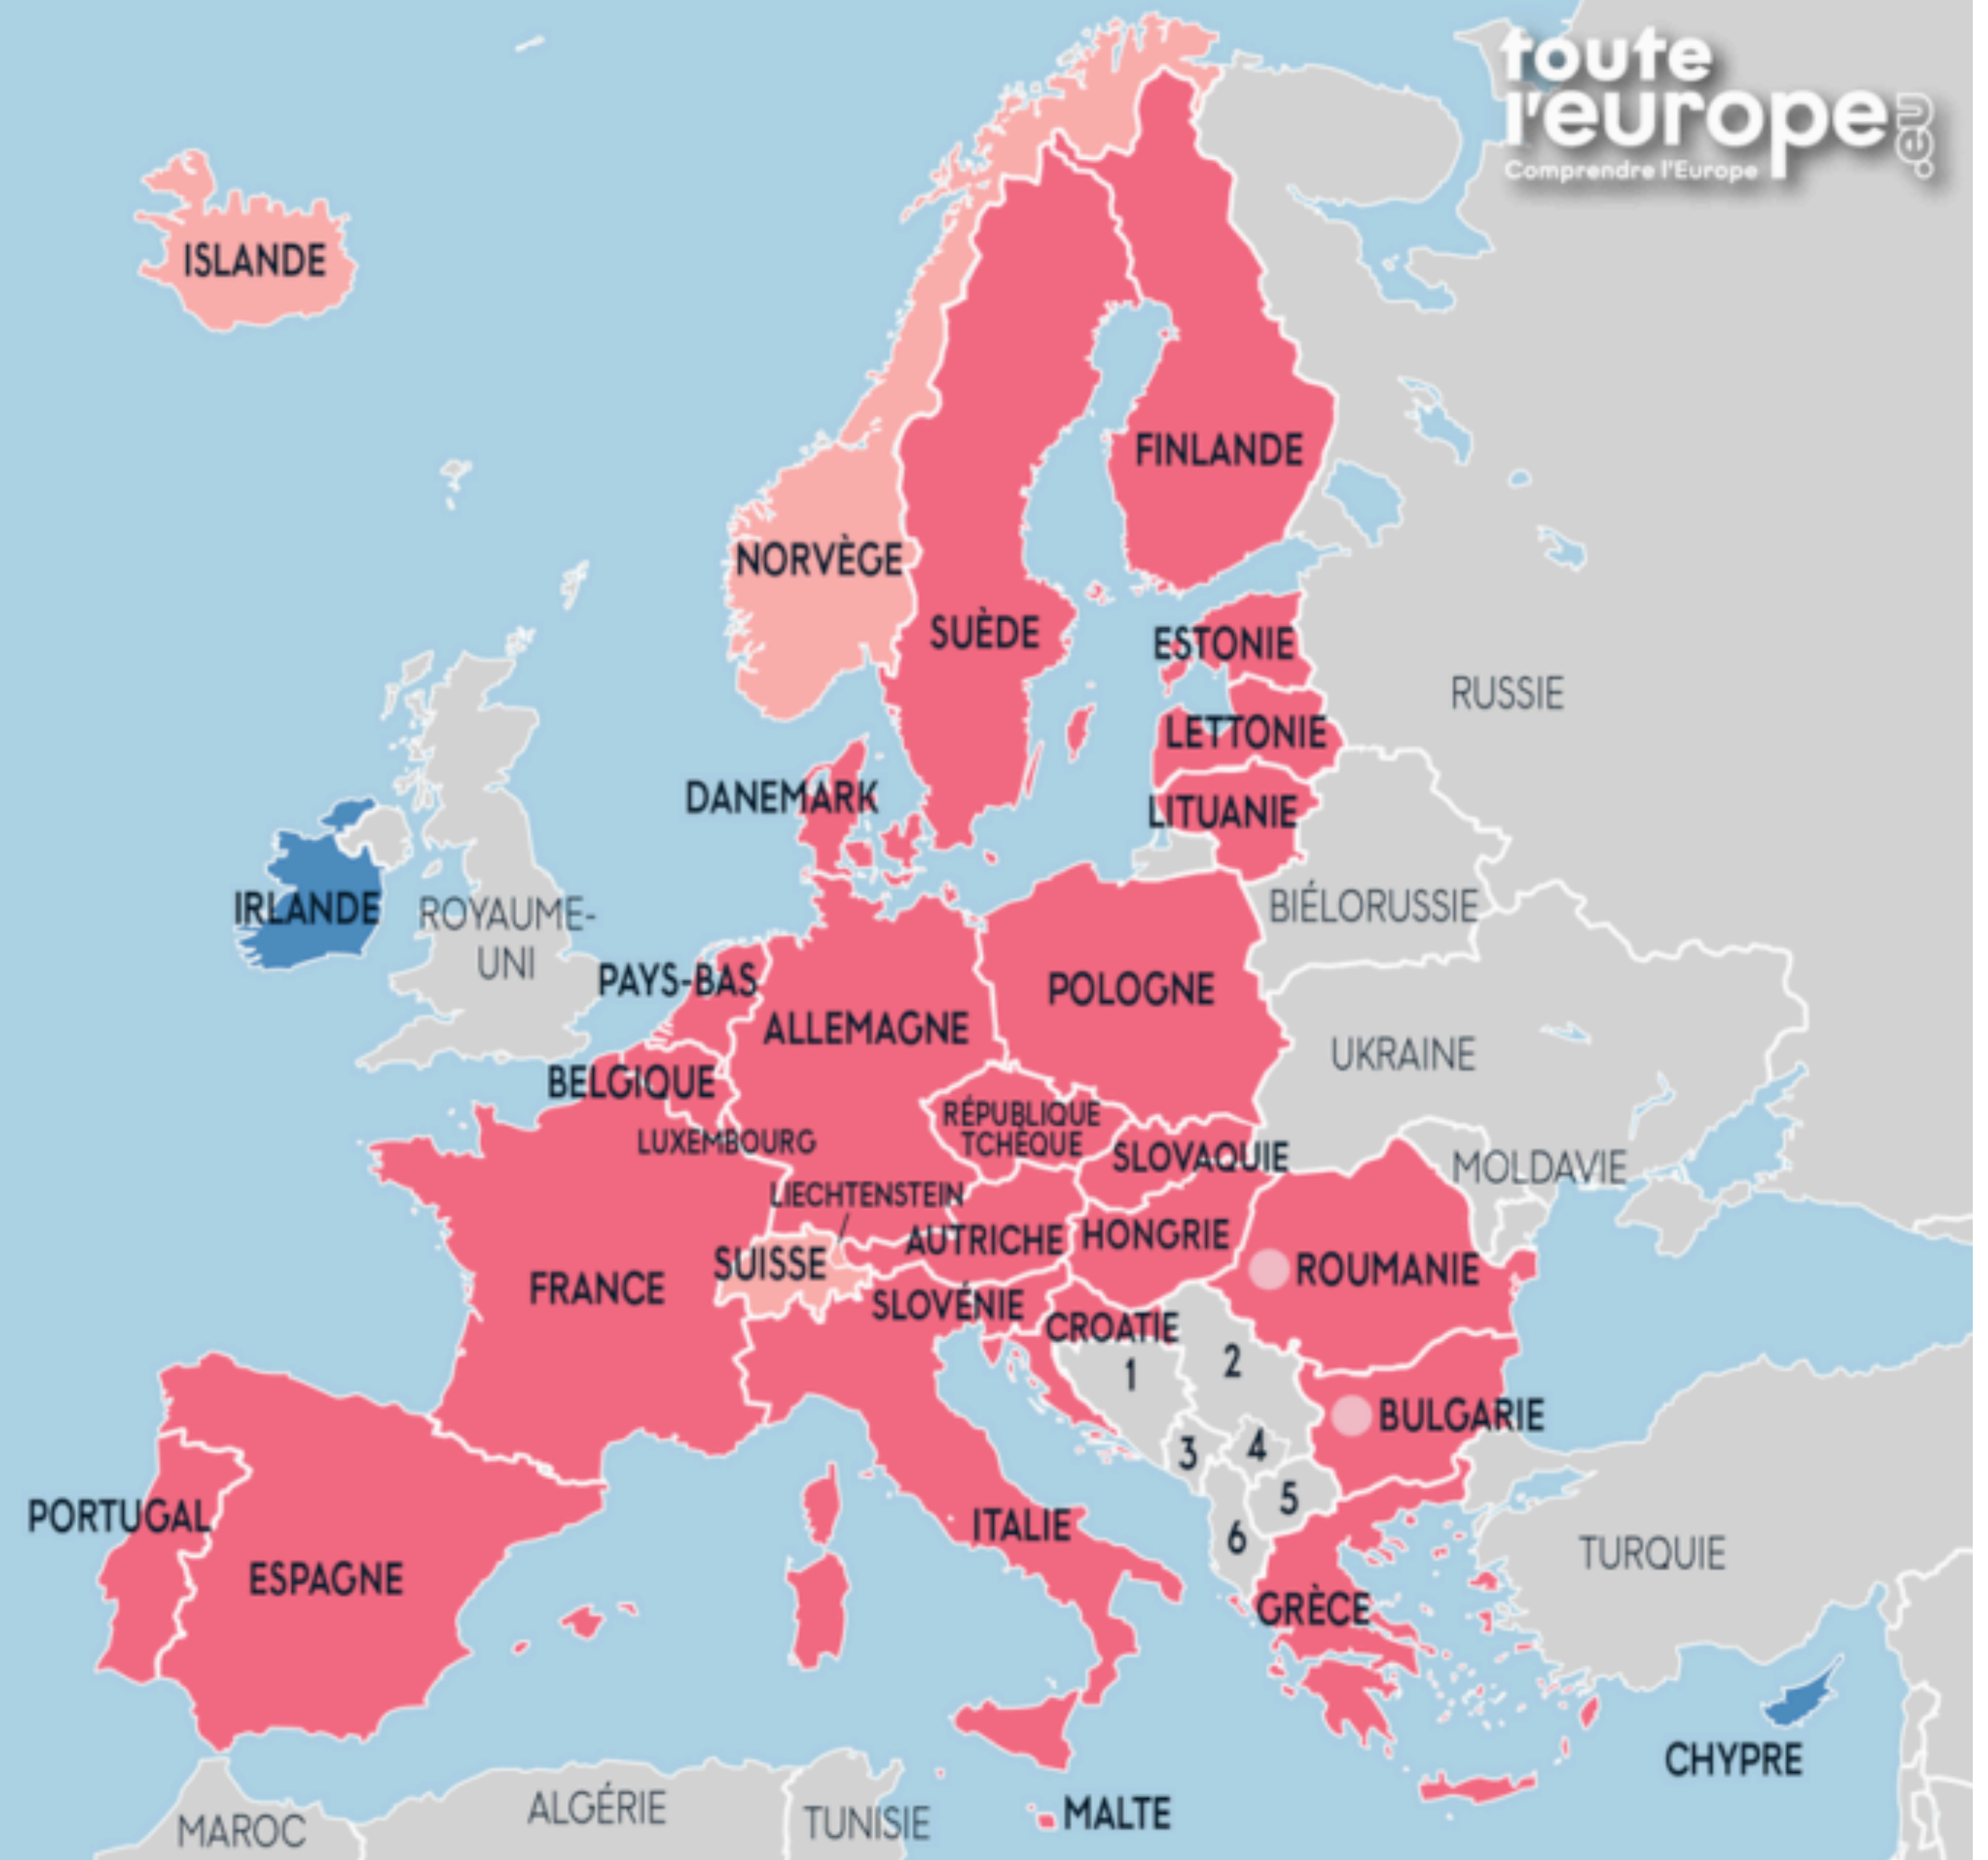 toute
l'europe
.eu
Comprendre l'Europe
ISLANDE
FINLANDE
NORVÈGE
SUÈDE
ESTONIE
RUSSIE
LETTONIE
DANEMARK
LITUANIE
IRLANDE
ROYAUME-
UNI
BIÉLORUSSIE
PAYS-BAS
POLOGNE
ALLEMAGNE
UKRAINE
BELGIQUE
RÉPUBLIQUE
TCHÈQUE
LUXEMBOURG
SLOVAQUIE
MOLDAVIE
LIECHTENSTEIN
AUTRICHE
HONGRIE
SUISSE
ROUMANIE
FRANCE
SLOVÉNIE
CROATIE
1
2
BULGARIE
3
4
5
6
PORTUGAL
ITALIE
TURQUIE
ESPAGNE
GRÈCE
CHYPRE
MALTE
ALGÉRIE
TUNISIE
MAROC